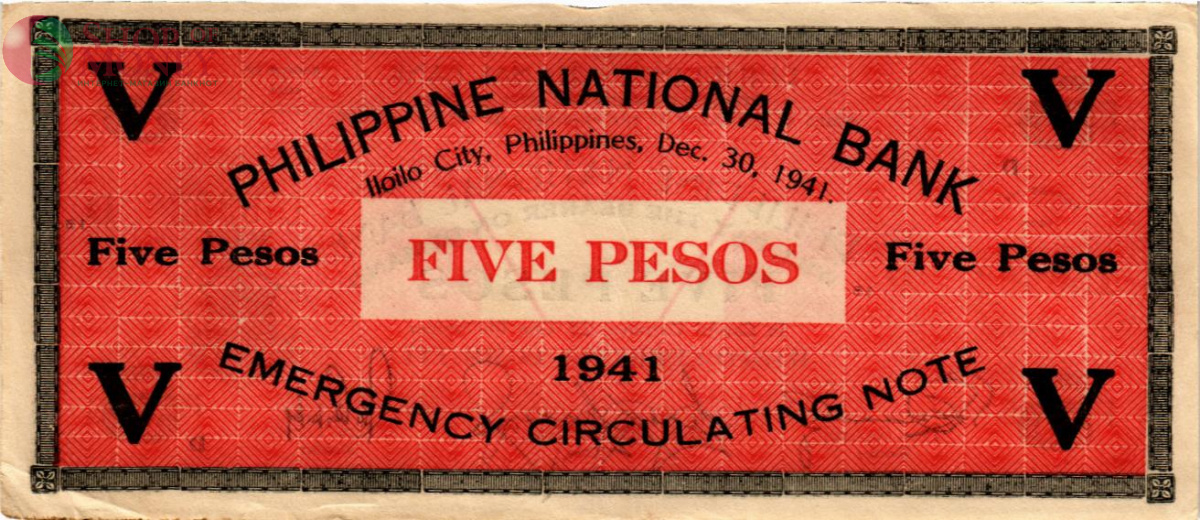 V
V
PHILIPPINE NATIONAL BANK
Iloilo City, Philippines, Dec. 30, 1941.
Five Pesos
FIVE PESOS
Five Pesos
1941
EMERGENCY CIRCULATING NOTE
V
V